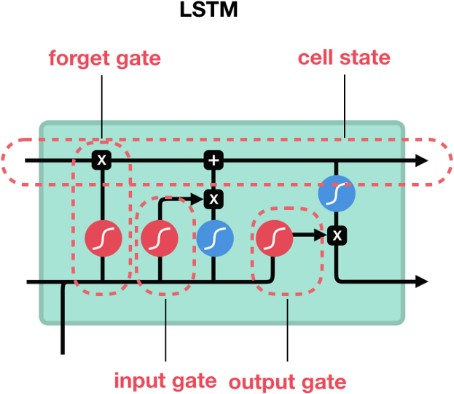 LSTM
forget gate
cell state
X
+
X
X
input gate
output gate